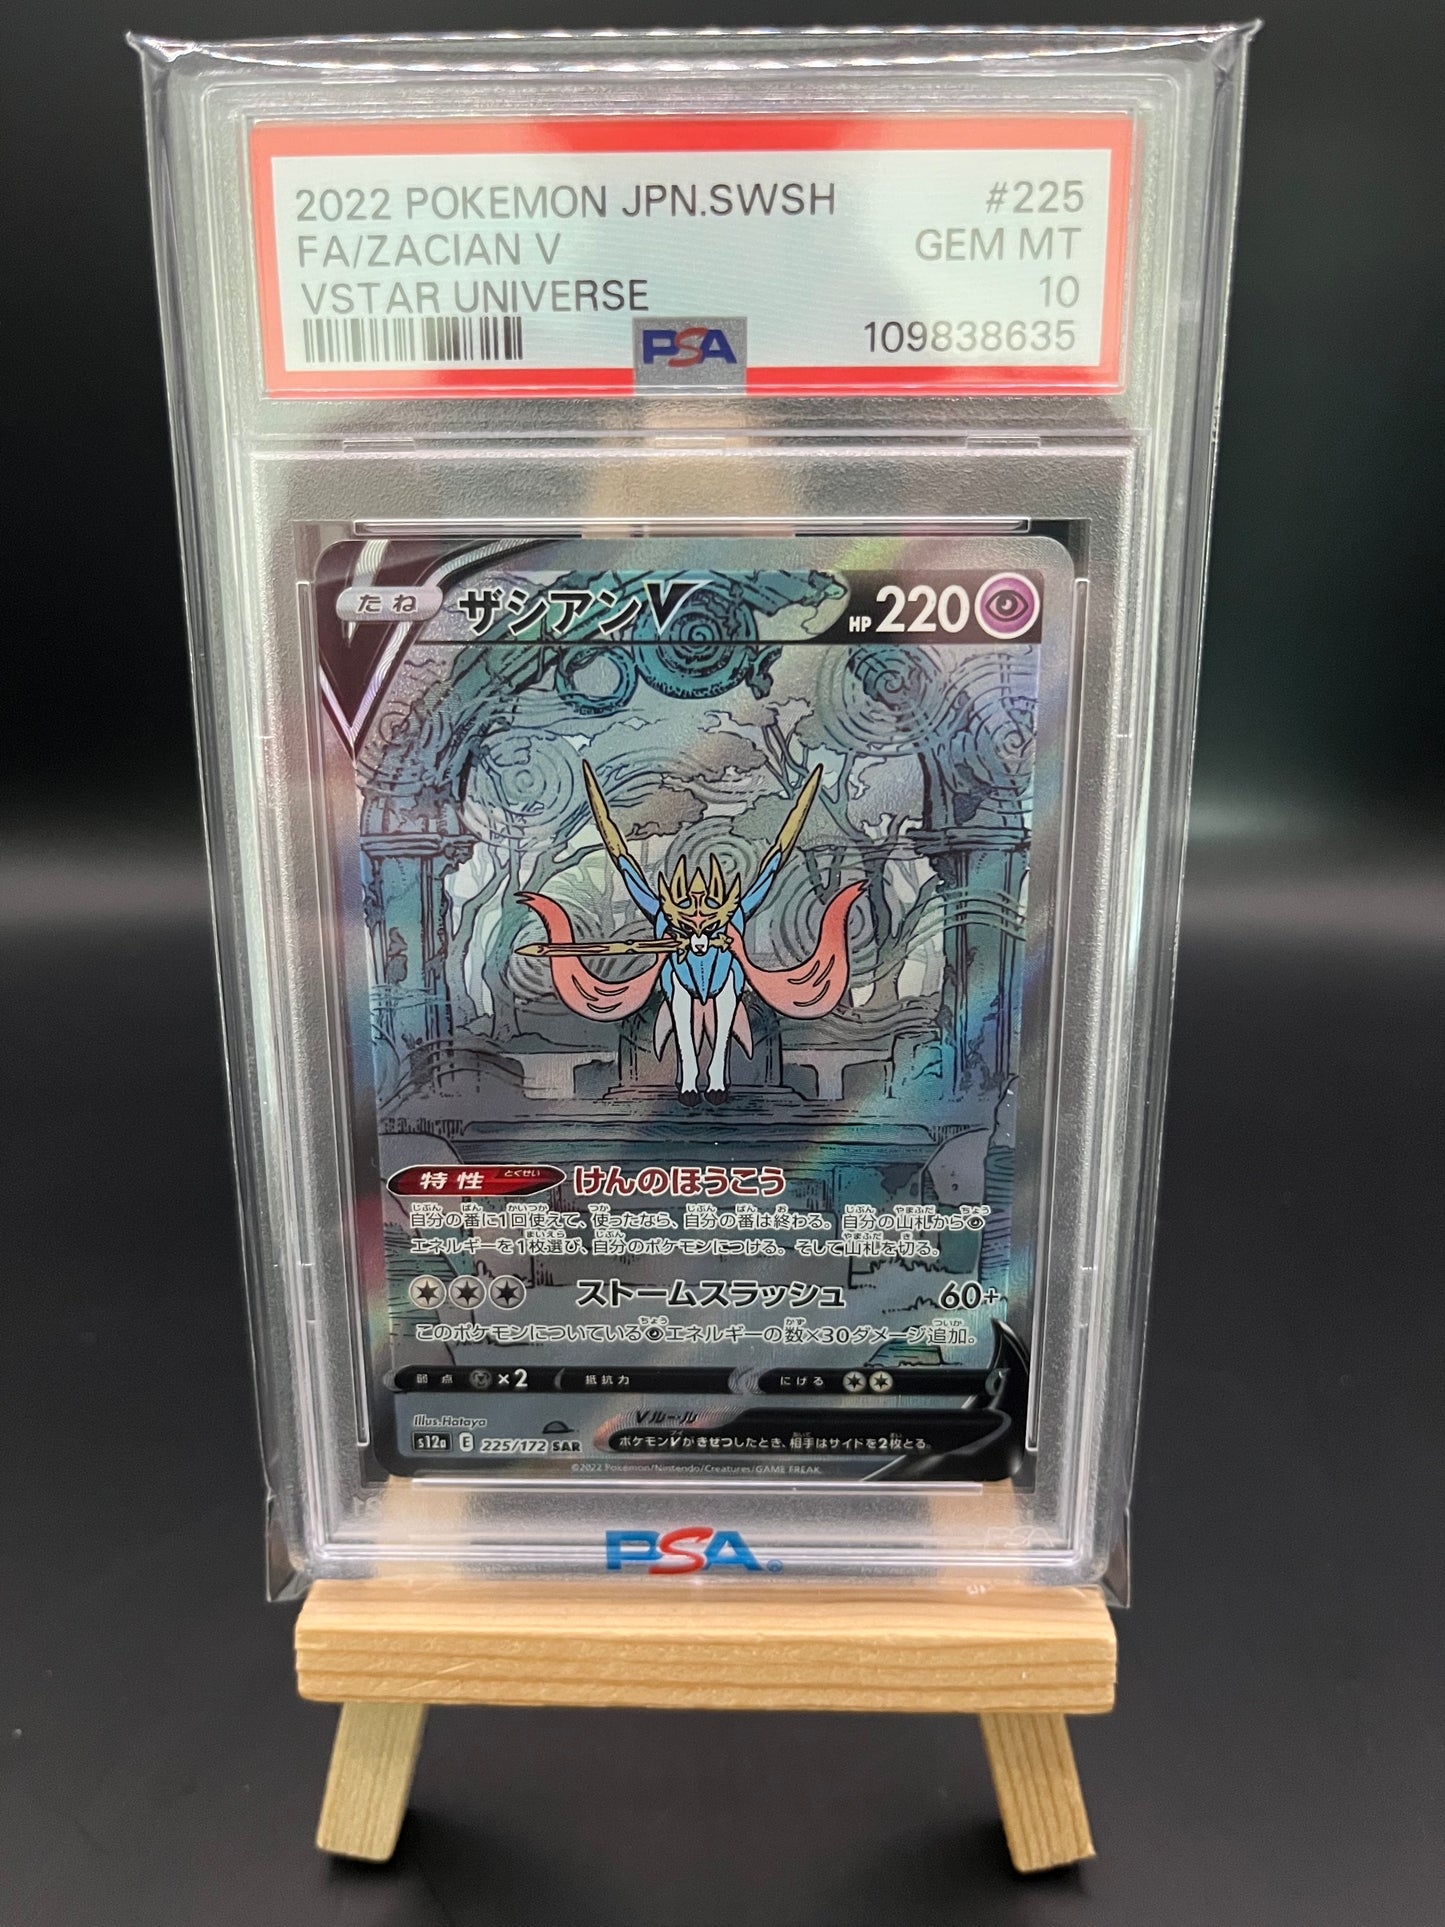 2022 POKEMON JPN.SWSH #225
FA/ZACIAN V GEM MT
VSTAR UNIVERSE 10
PSA 109838635
たね ザシアンV HP 220
特性 とくせい けんのほうこう
自分の番に1回使えて、使ったなら、自分の番は終わる。自分の山札から
エネルギーを1枚選び、自分のポケモンにつける。そして山札を切る。
ストームスラッシュ 60+
このポケモンについているエネルギーの数×30ダメージ追加。
弱点 ×2 抵抗力 にげる
Illus.Hataya Vルール
s12a E 225/172 SAR ポケモンVがきぜつしたとき、相手はサイドを2枚とる。
©2022 Pokémon/Nintendo/Creatures/GAME FREAK.
PSA®